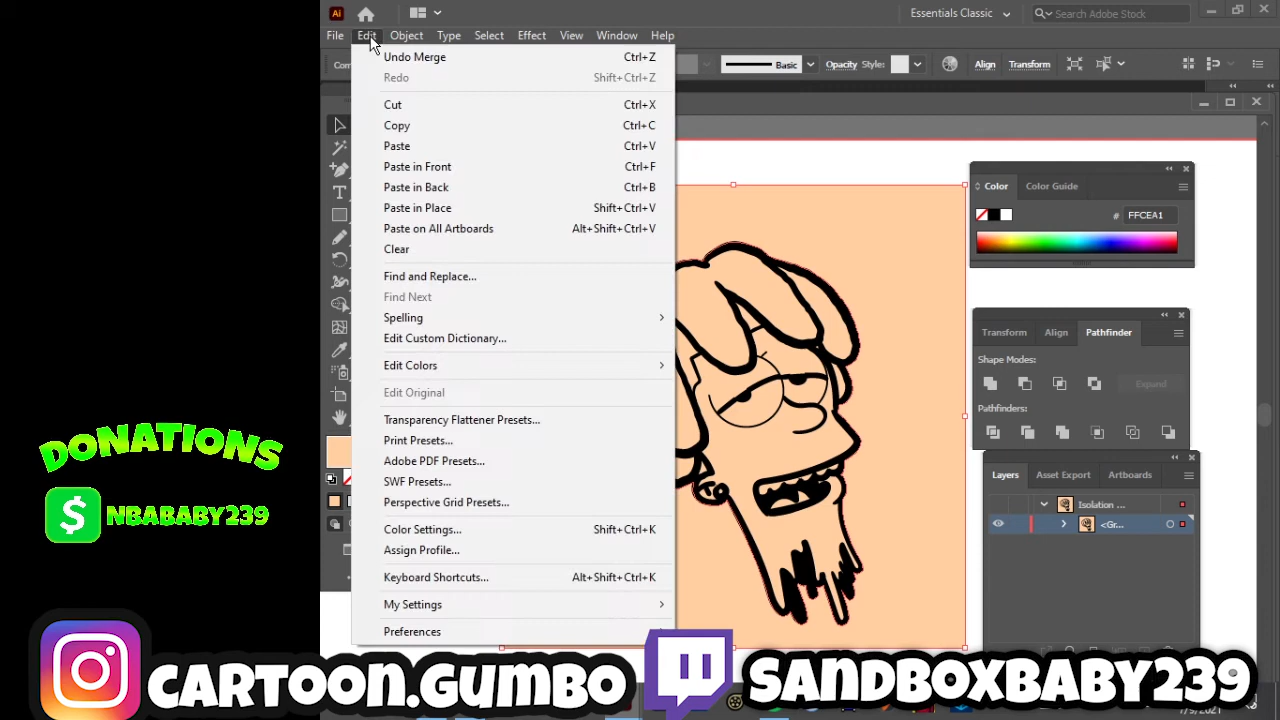 Ai
Essentials Classic
Search Adobe Stock
File Edit Object Type Select Effect View Window Help
Basic
Opacity Style:
Align
Transform
Undo Merge Ctrl+Z
Redo Shift+Ctrl+Z
Cut Ctrl+X
Copy Ctrl+C
Paste Ctrl+V
Paste in Front Ctrl+F
Paste in Back Ctrl+B
Paste in Place Shift+Ctrl+V
Paste on All Artboards Alt+Shift+Ctrl+V
Clear
Find and Replace...
Find Next
Spelling
Edit Custom Dictionary...
Edit Colors
Edit Original
Transparency Flattener Presets...
Print Presets...
Adobe PDF Presets...
SWF Presets...
Perspective Grid Presets...
Color Settings... Shift+Ctrl+K
Assign Profile...
Keyboard Shortcuts... Alt+Shift+Ctrl+K
My Settings
Preferences
Color Color Guide
# FFCEA1
Transform Align Pathfinder
Shape Modes:
Expand
Pathfinders:
Layers Asset Export Artboards
Isolation ...
<Gr...
DONATIONS
$ NBABABY239
CARTOON.GUMBO
SANDBOXBABY239